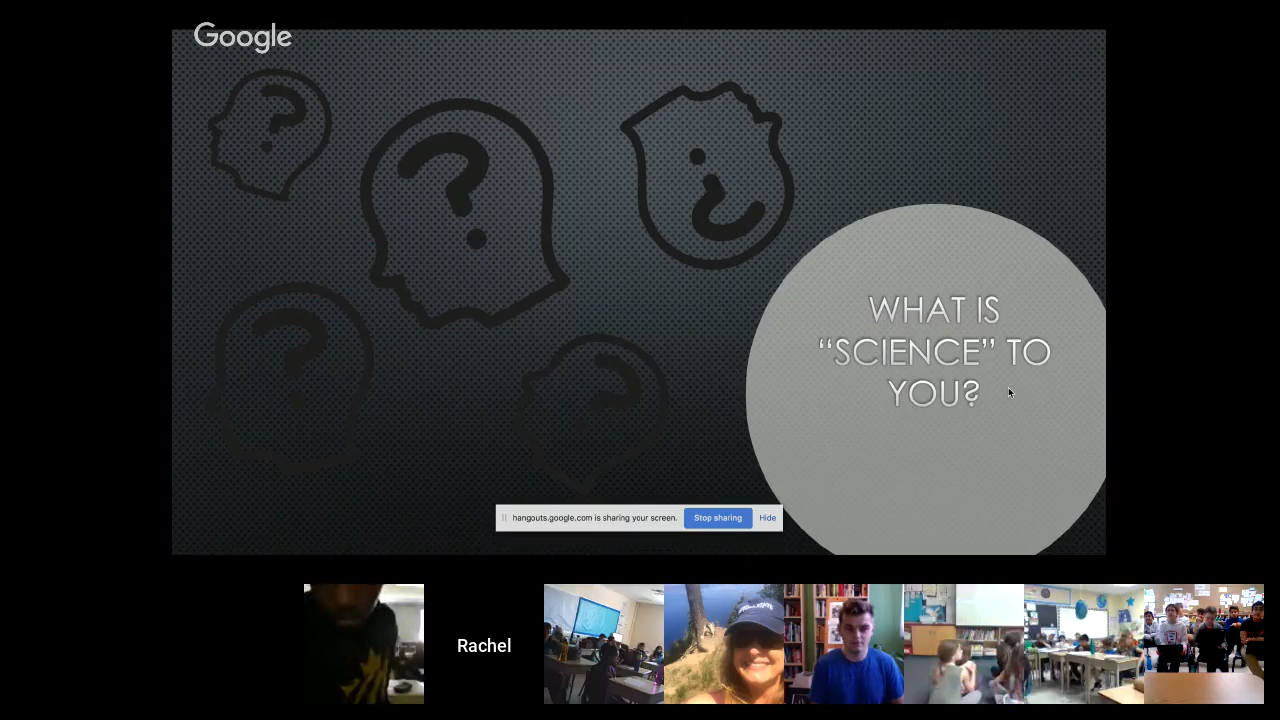 Google
WHAT IS
“SCIENCE” TO
YOU?
hangouts.google.com is sharing your screen. Stop sharing Hide
Rachel